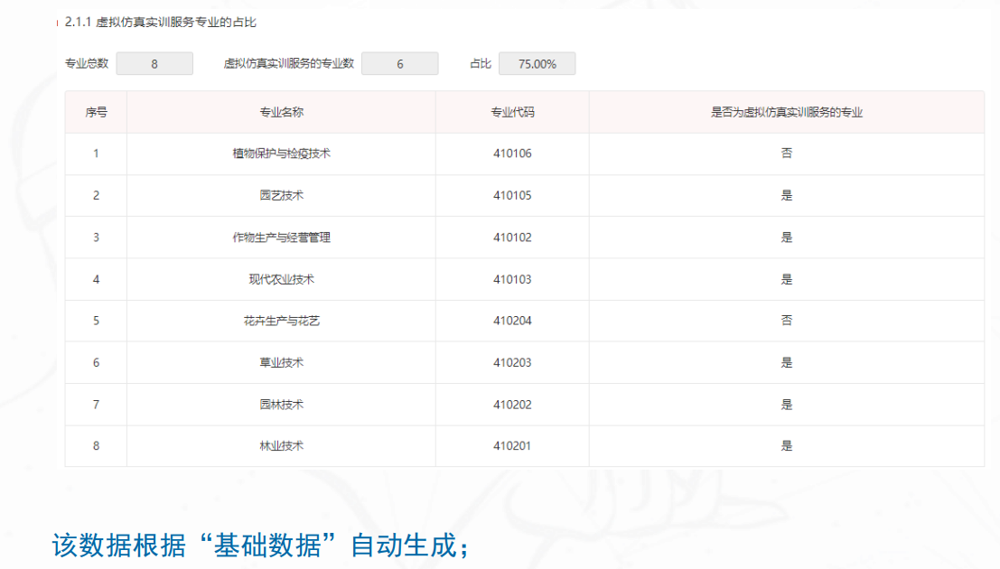 2.1.1 虚拟仿真实训服务专业的占比
专业总数 8 虚拟仿真实训服务的专业数 6 占比 75.00%
序号 专业名称 专业代码 是否为虚拟仿真实训服务的专业
1 植物保护与检疫技术 410106 否
2 园艺技术 410105 是
3 作物生产与经营管理 410102 是
4 现代农业技术 410103 是
5 花卉生产与花艺 410204 否
6 草业技术 410203 是
7 园林技术 410202 是
8 林业技术 410201 是
该数据根据“基础数据”自动生成；